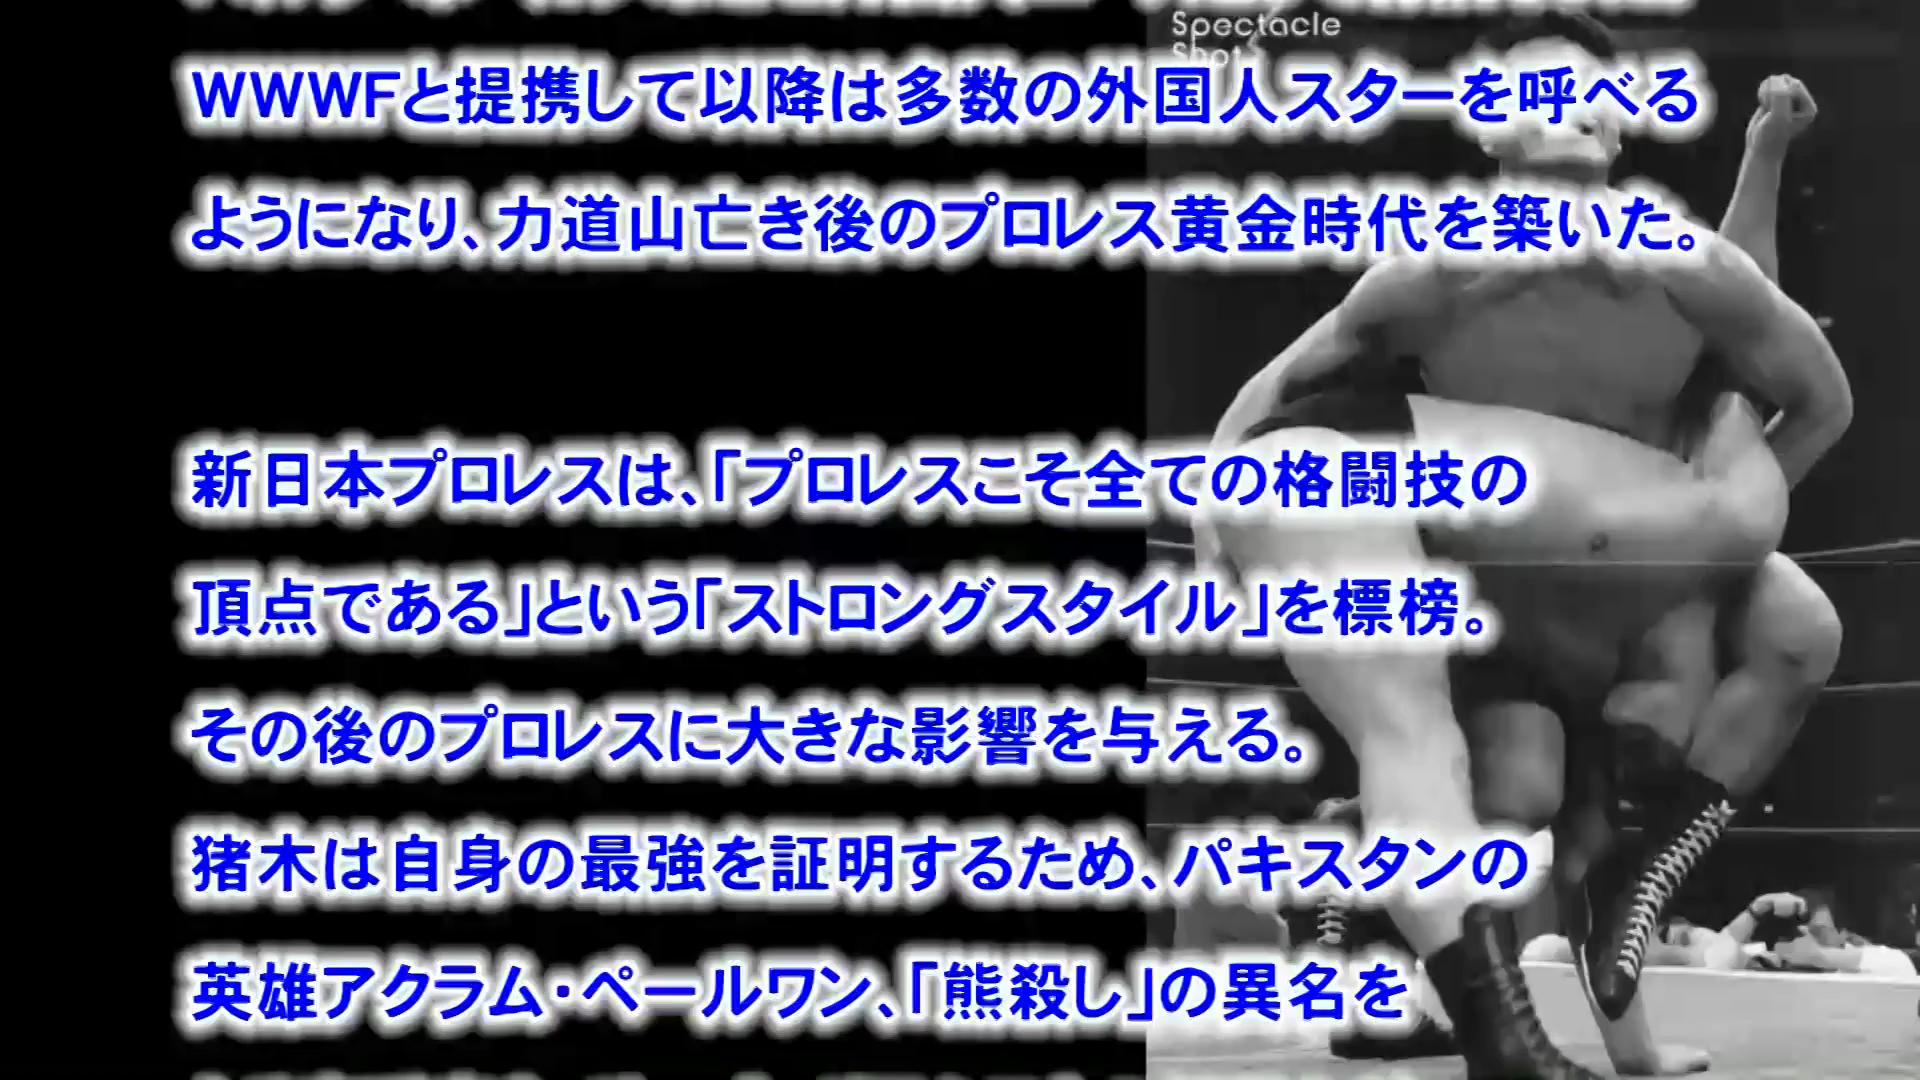 Spectacle
Shot
WWWFと提携して以降は多数の外国人スターを呼べる
ようになり、力道山亡き後のプロレス黄金時代を築いた。
新日本プロレスは、「プロレスこそ全ての格闘技の
頂点である」という「ストロングスタイル」を標榜。
その後のプロレスに大きな影響を与える。
猪木は自身の最強を証明するため、パキスタンの
英雄アクラム・ペールワン、「熊殺し」の異名を